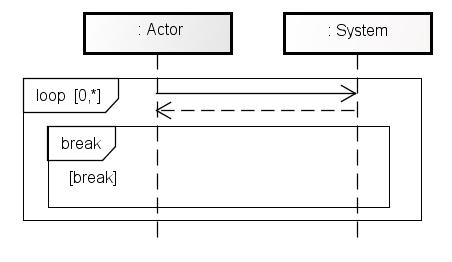 : Actor
: System
loop [0,*]
break
[break]